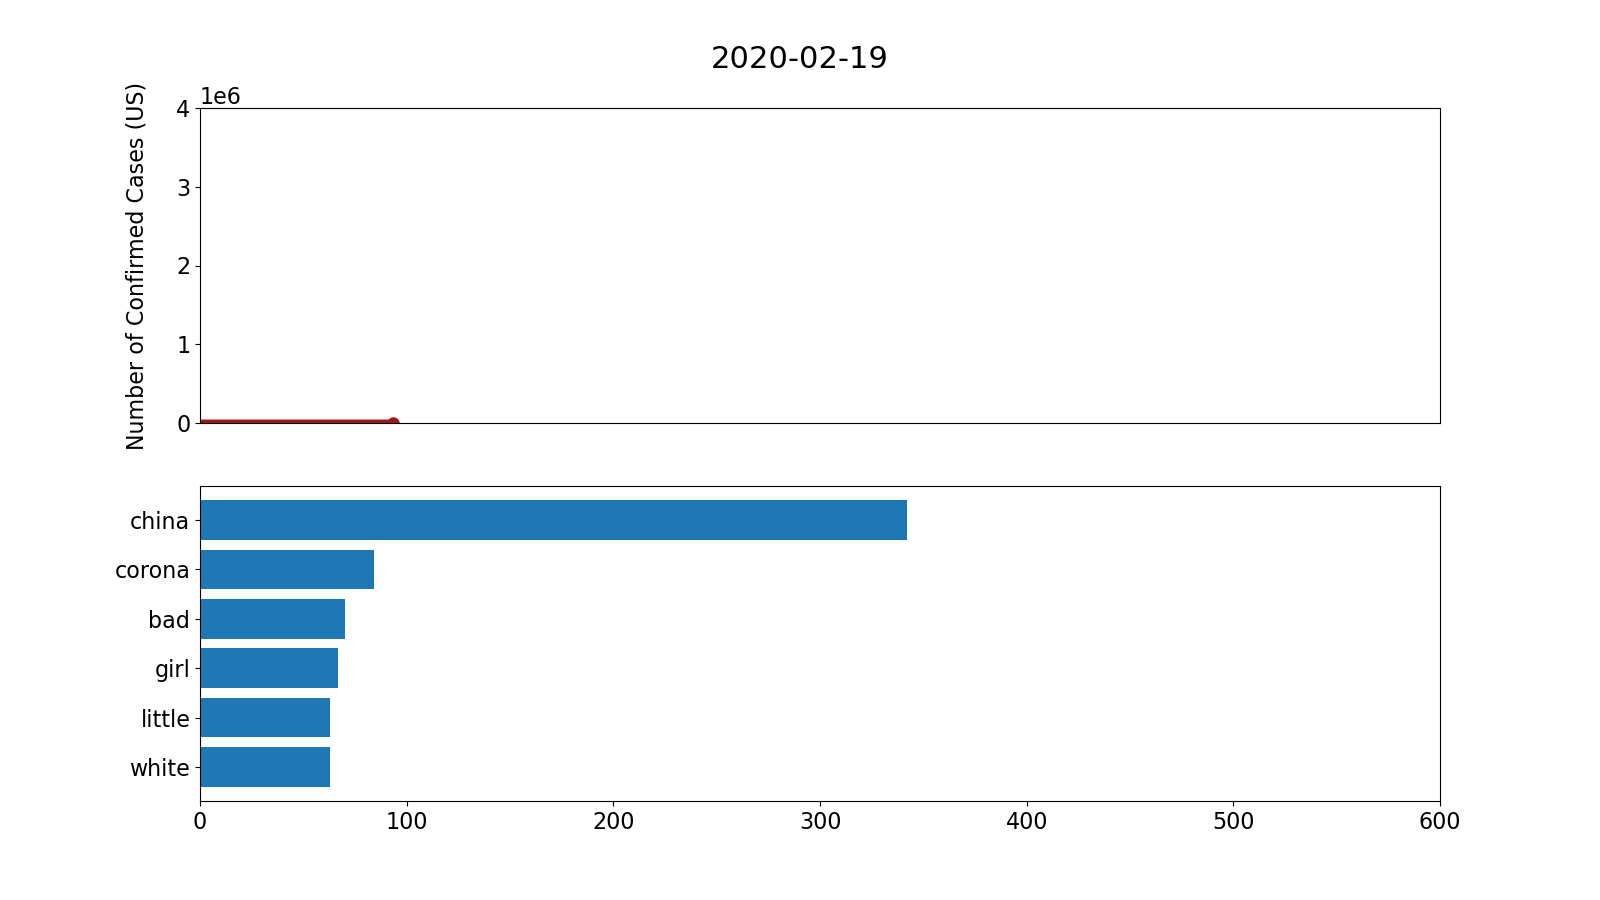 2020-02-19
1e6
Number of Confirmed Cases (US)
4
3
2
1
0
china
corona
bad
girl
little
white
0 100 200 300 400 500 600